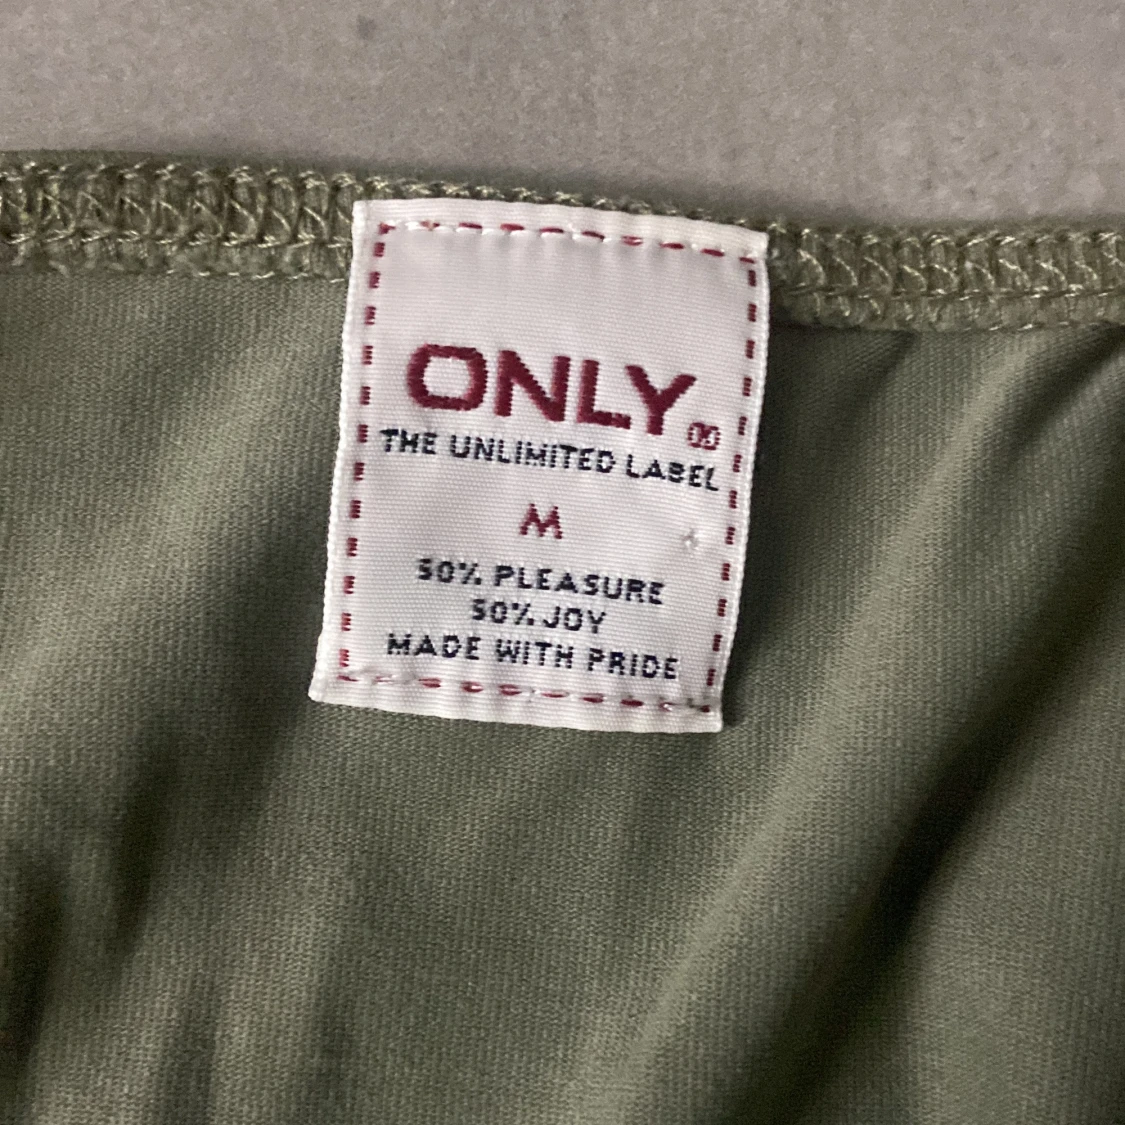 ONLY
THE UNLIMITED LABEL
M
50% PLEASURE
50% JOY
MADE WITH PRIDE